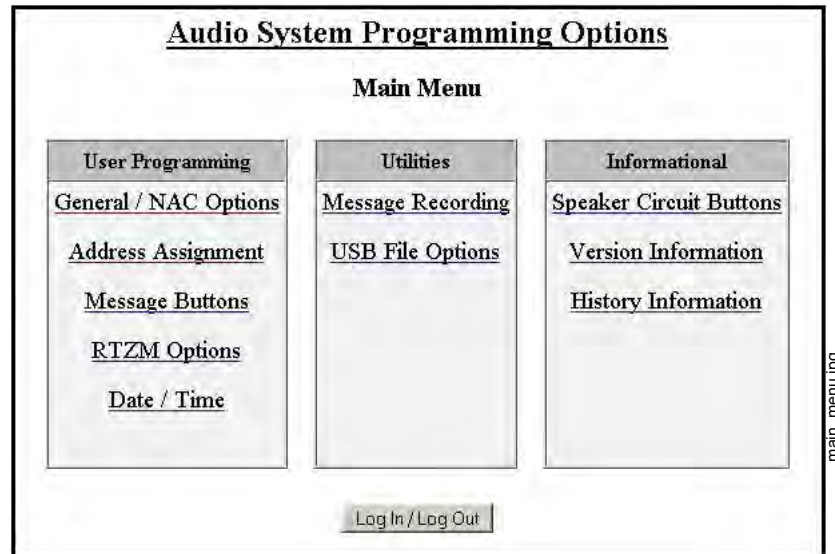 Audio System Programming Options
Main Menu
User Programming
General / NAC Options
Address Assignment
Message Buttons
RTZM Options
Date / Time
Utilities
Message Recording
USB File Options
Informational
Speaker Circuit Buttons
Version Information
History Information
Log In / Log Out
main_menu.jpg